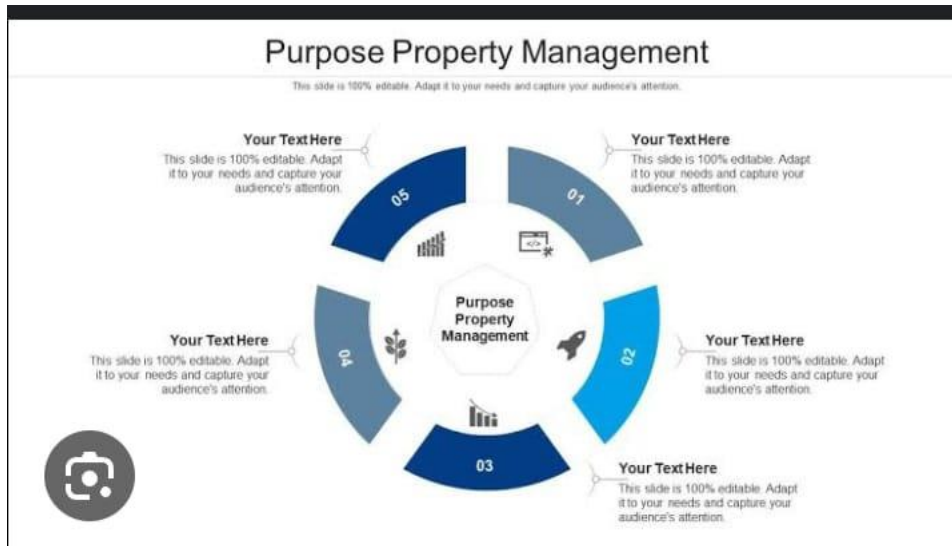 Purpose Property Management
This slide is 100% editable. Adapt it to your needs and capture your audience's attention.
Your Text Here
This slide is 100% editable. Adapt
it to your needs and capture your
audience's attention.
01
Your Text Here
This slide is 100% editable. Adapt
it to your needs and capture your
audience's attention.
02
Your Text Here
This slide is 100% editable. Adapt
it to your needs and capture your
audience's attention.
03
Your Text Here
This slide is 100% editable. Adapt
it to your needs and capture your
audience's attention.
04
Your Text Here
This slide is 100% editable. Adapt
it to your needs and capture your
audience's attention.
05
</>
Purpose
Property
Management